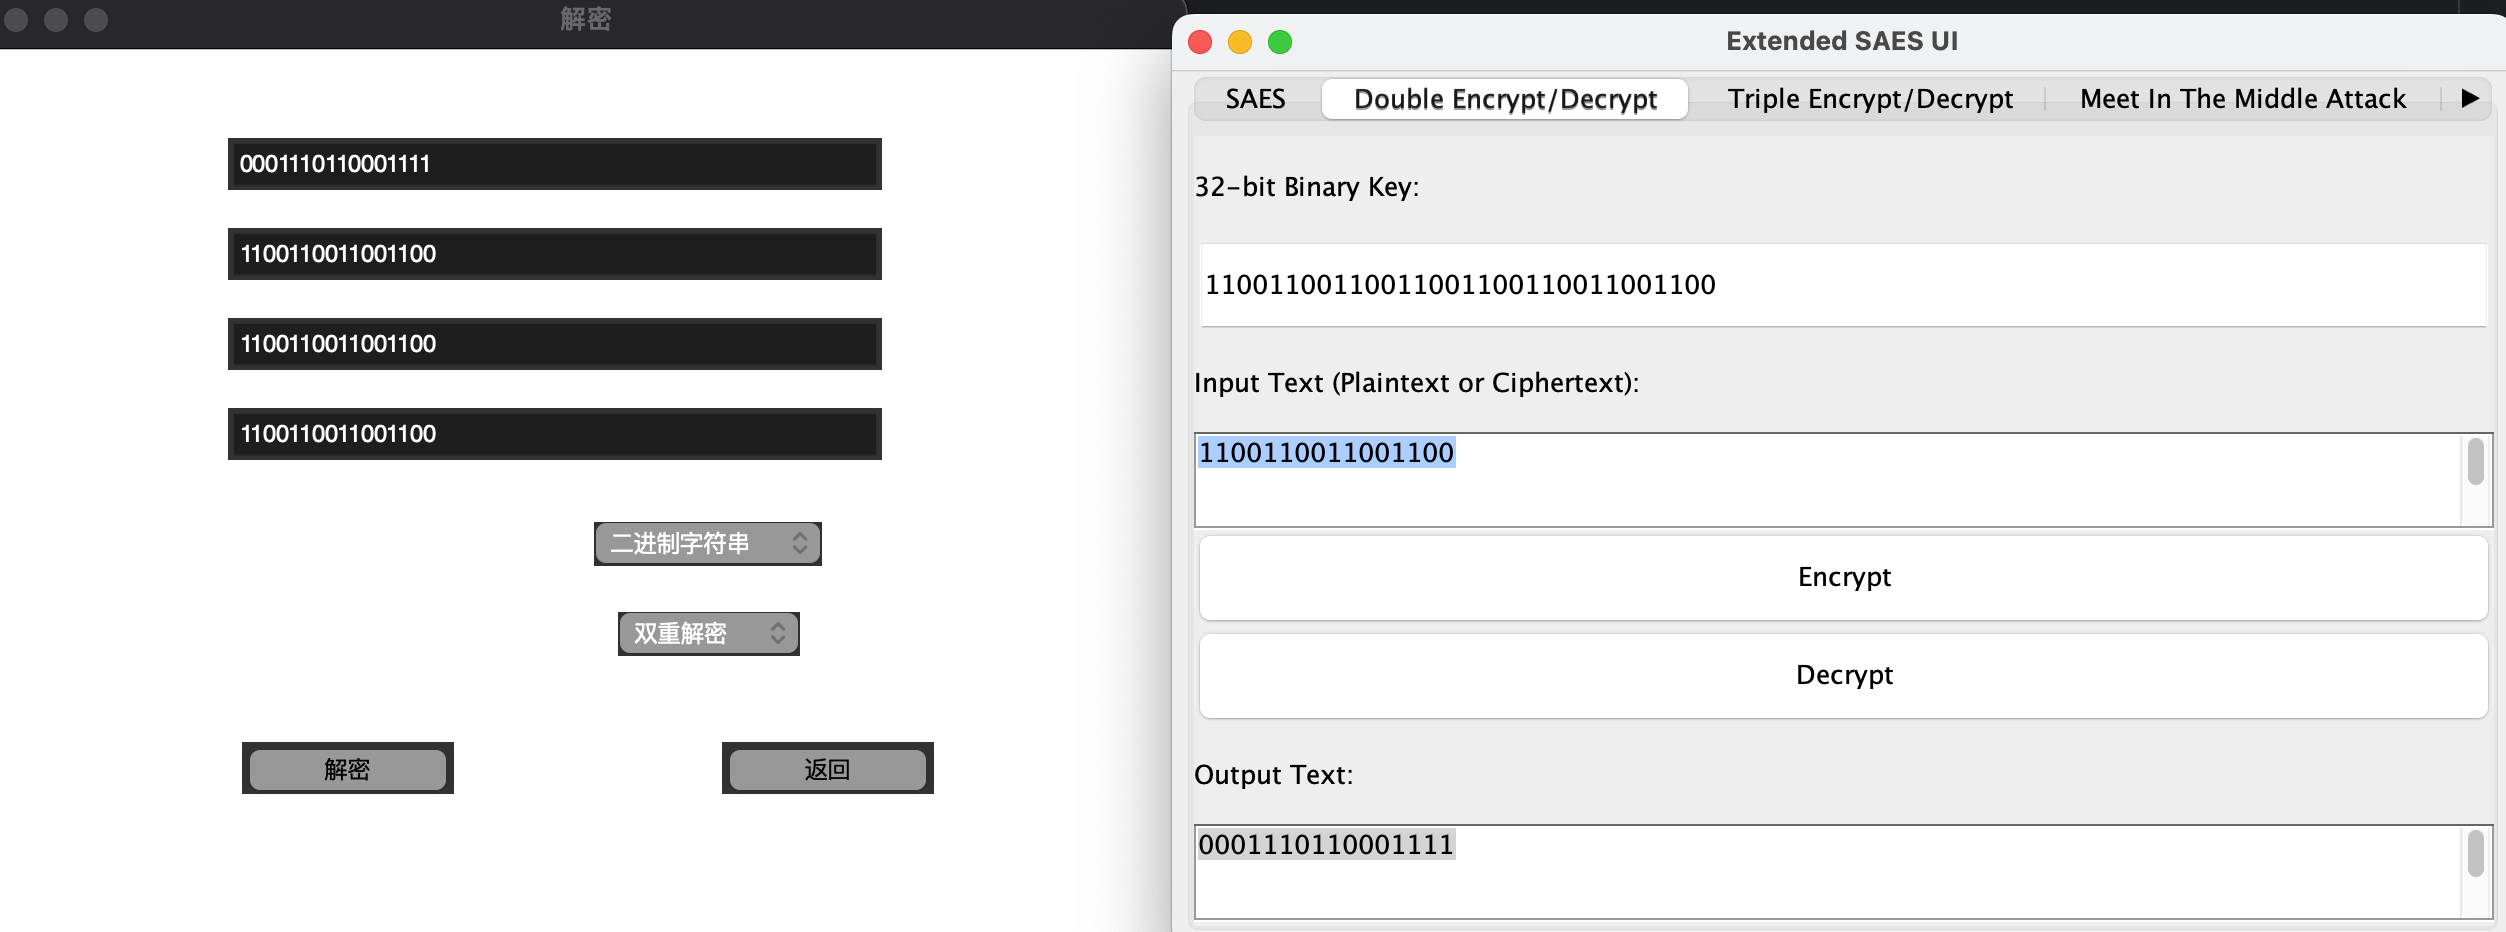 解密
0001110110001111
1100110011001100
1100110011001100
1100110011001100
二进制字符串
双重解密
解密
返回
Extended SAES UI
SAES
Double Encrypt/Decrypt
Triple Encrypt/Decrypt
Meet In The Middle Attack
32-bit Binary Key:
11001100110011001100110011001100
Input Text (Plaintext or Ciphertext):
1100110011001100
Encrypt
Decrypt
Output Text:
0001110110001111